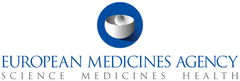 EUROPEAN MEDICINES AGENCY
SCIENCE MEDICINES HEALTH